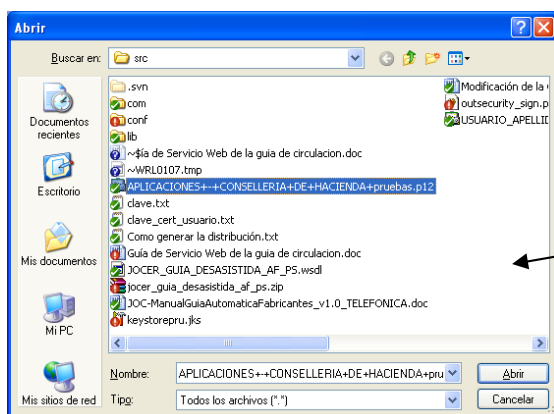 Abrir
Buscar en: src
Documentos recientes
Escritorio
Mis documentos
Mi PC
Mis sitios de red
.svn
com
conf
lib
~$ía de Servicio Web de la guia de circulacion.doc
~WRL0107.tmp
APLICACIONES+-+CONSELLERIA+DE+HACIENDA+pruebas.p12
clave.txt
clave_cert_usuario.txt
Como generar la distribución.txt
Guía de Servicio Web de la guia de circulacion.doc
JOCER_GUIA_DESASISTIDA_AF_PS.wsdl
jocer_guia_desasistida_af_ps.zip
JOC-ManualGuiaAutomaticaFabricantes_v1.0_TELEFONICA.doc
keystorepru.jks
Modificación de la
outsecurity_sign.p
USUARIO_APELLID
Nombre: APLICACIONES+-+CONSELLERIA+DE+HACIENDA+pru
Abrir
Tipo: Todos los archivos (*.*)
Cancelar